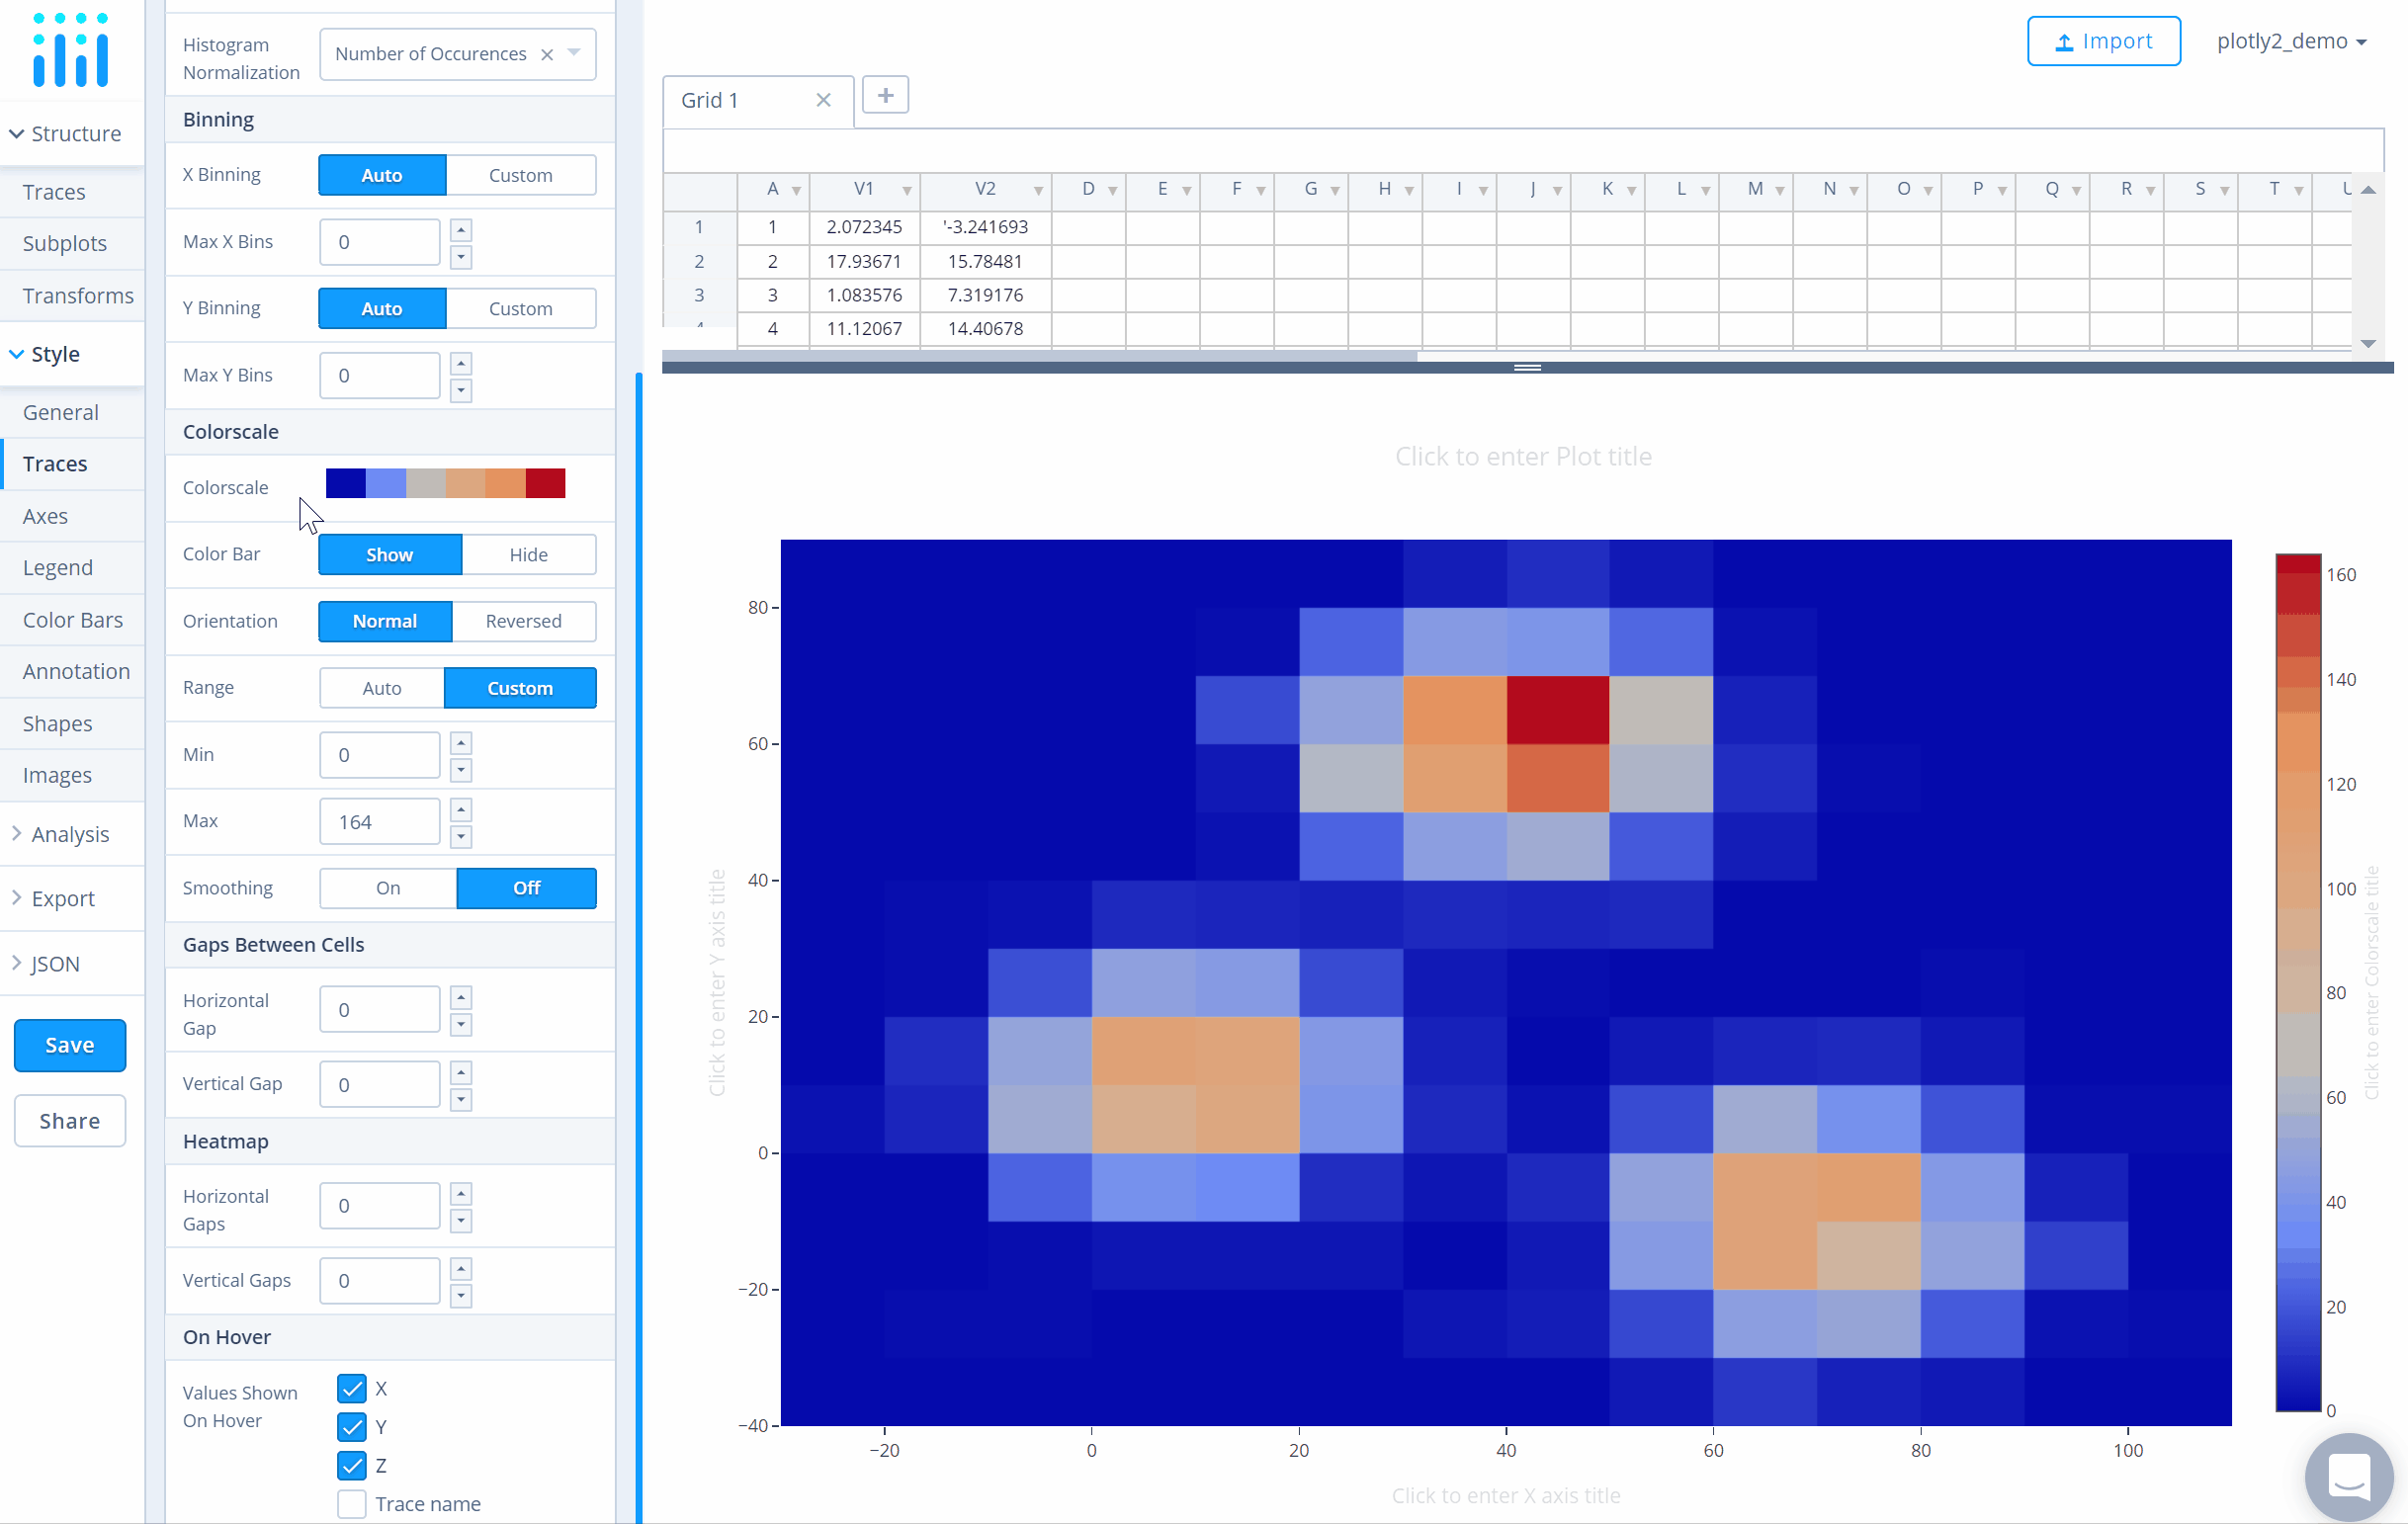 Structure
Traces
Subplots
Transforms
Style
General
Traces
Axes
Legend
Color Bars
Annotation
Shapes
Images
Analysis
Export
JSON
Save
Share
Histogram
Normalization
Number of Occurences
Binning
X Binning
Auto
Custom
Max X Bins
0
Y Binning
Auto
Custom
Max Y Bins
0
Colorscale
Colorscale
Color Bar
Show
Hide
Orientation
Normal
Reversed
Range
Auto
Custom
Min
0
Max
164
Smoothing
On
Off
Gaps Between Cells
Horizontal
Gap
0
Vertical Gap
0
Heatmap
Horizontal
Gaps
0
Vertical Gaps
0
On Hover
Values Shown
On Hover
X
Y
Z
Trace name
Import
plotly2_demo
Grid 1
A V1 V2 D E F G H I J K L M N O P Q R S T U
1 1 2.072345 '-3.241693
2 2 17.93671 15.78481
3 3 1.083576 7.319176
4 4 11.12067 14.40678
Click to enter Plot title
Click to enter Y axis title
80
60
40
20
0
−20
−40
−20 0 20 40 60 80 100
Click to enter X axis title
160
140
120
100
80
60
40
20
0
Click to enter Colorscale title